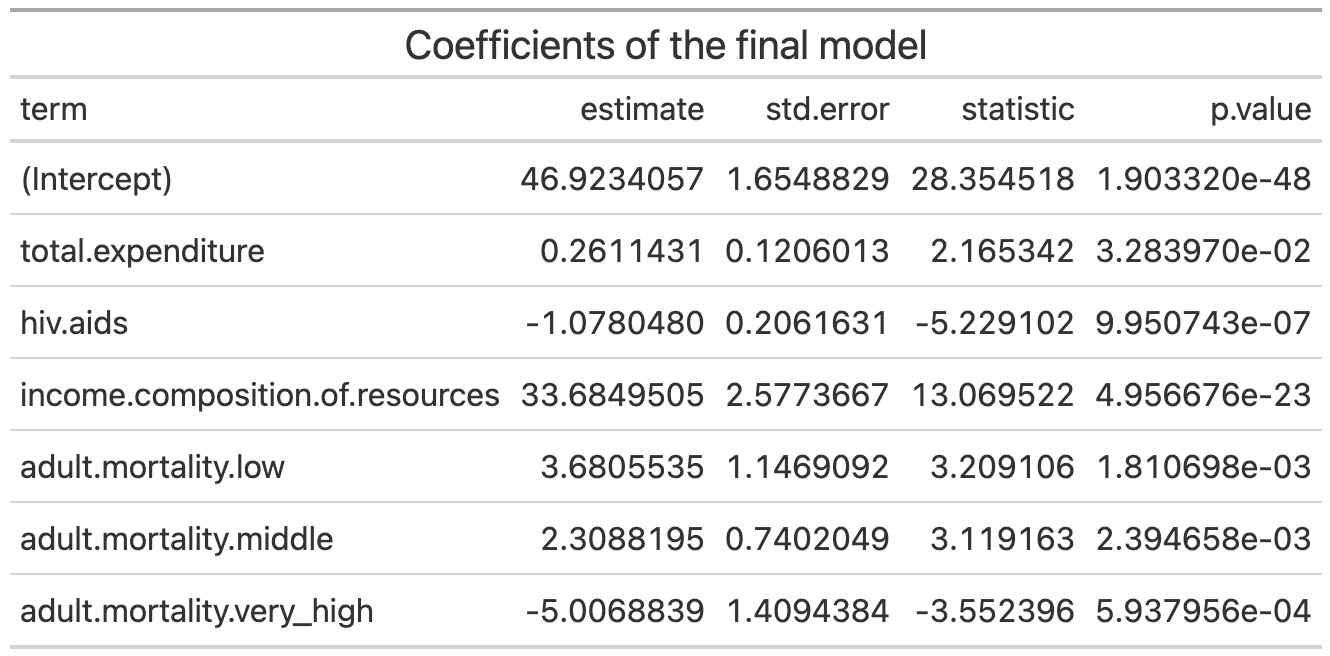 Coefficients of the final model
term estimate std.error statistic p.value
(Intercept) 46.9234057 1.6548829 28.354518 1.903320e-48
total.expenditure 0.2611431 0.1206013 2.165342 3.283970e-02
hiv.aids -1.0780480 0.2061631 -5.229102 9.950743e-07
income.composition.of.resources 33.6849505 2.5773667 13.069522 4.956676e-23
adult.mortality.low 3.6805535 1.1469092 3.209106 1.810698e-03
adult.mortality.middle 2.3088195 0.7402049 3.119163 2.394658e-03
adult.mortality.very_high -5.0068839 1.4094384 -3.552396 5.937956e-04